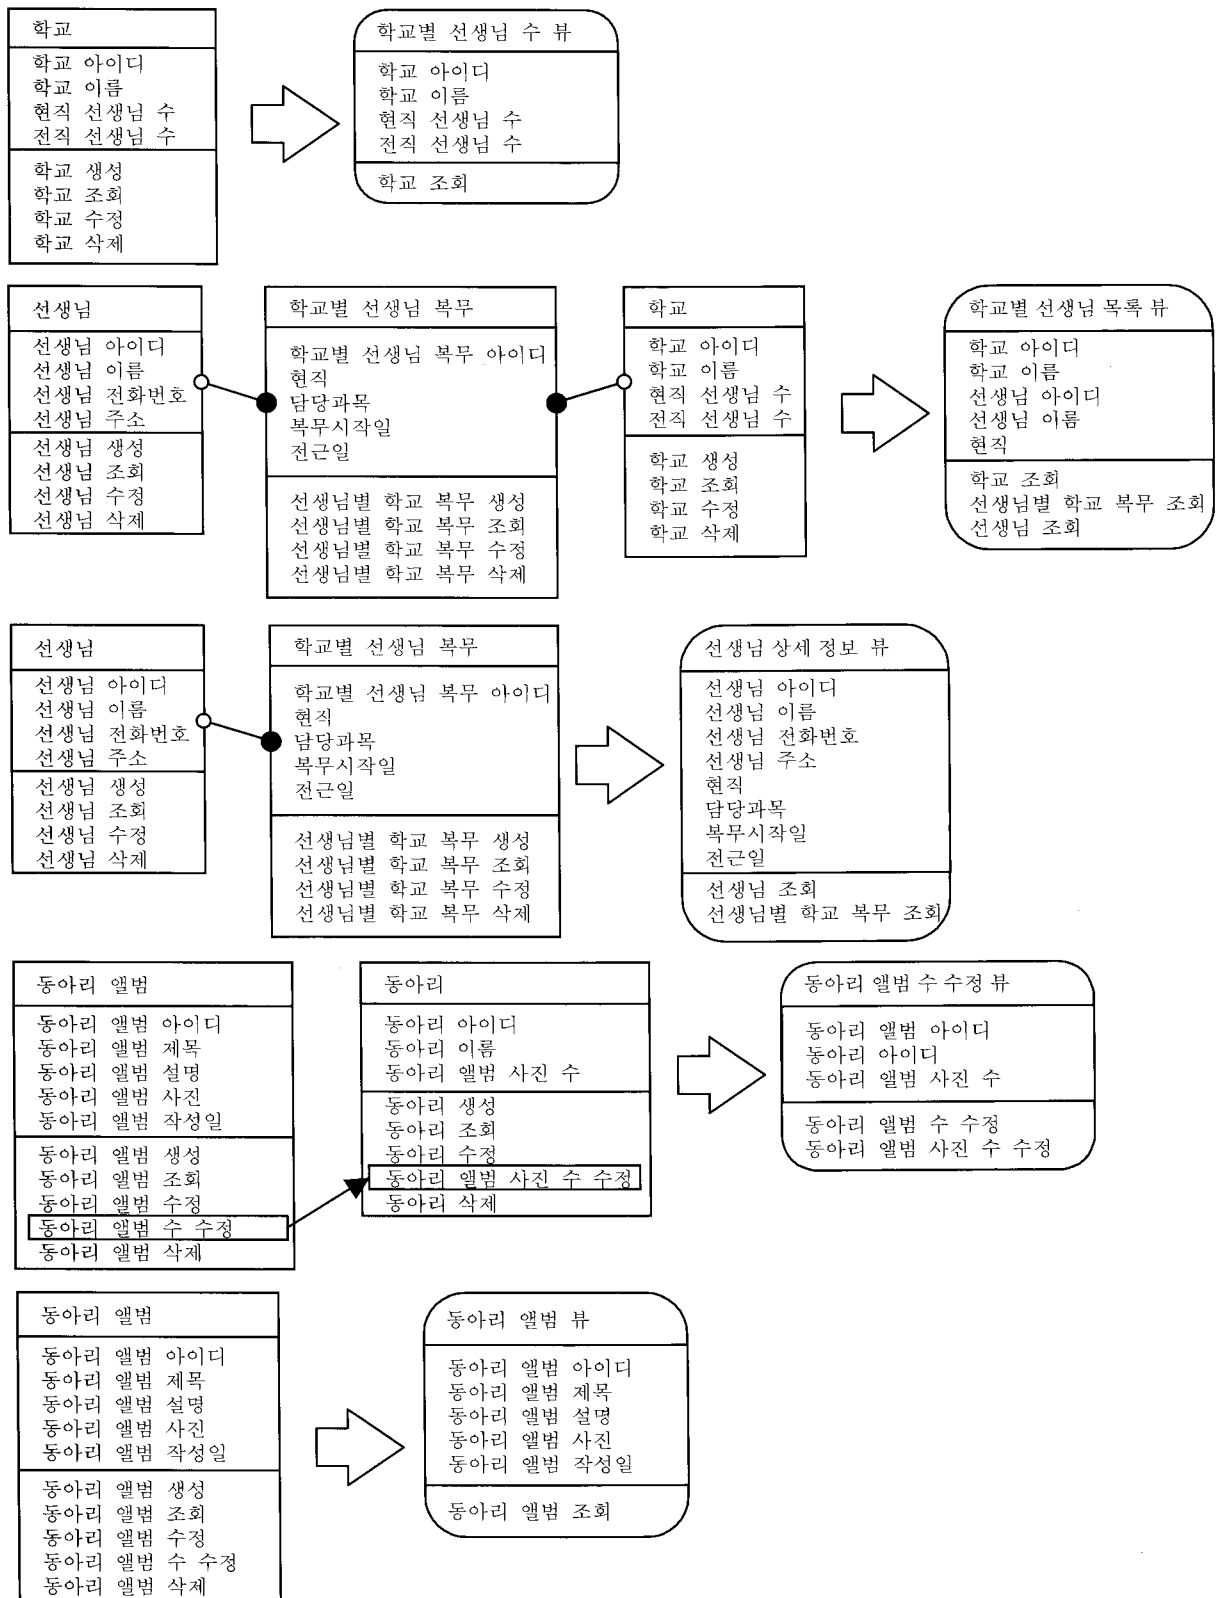 학교
학교 아이디
학교 이름
현직 선생님 수
전직 선생님 수
학교 생성
학교 조회
학교 수정
학교 삭제
학교별 선생님 수 뷰
학교 아이디
학교 이름
현직 선생님 수
전직 선생님 수
학교 조회
선생님
선생님 아이디
선생님 이름
선생님 전화번호
선생님 주소
선생님 생성
선생님 조회
선생님 수정
선생님 삭제
학교별 선생님 복무
학교별 선생님 복무 아이디
현직
담당과목
복무시작일
전근일
선생님별 학교 복무 생성
선생님별 학교 복무 조회
선생님별 학교 복무 수정
선생님별 학교 복무 삭제
학교
학교 아이디
학교 이름
현직 선생님 수
전직 선생님 수
학교 생성
학교 조회
학교 수정
학교 삭제
학교별 선생님 목록 뷰
학교 아이디
학교 이름
선생님 아이디
선생님 이름
현직
학교 조회
선생님별 학교 복무 조회
선생님 조회
선생님
선생님 아이디
선생님 이름
선생님 전화번호
선생님 주소
선생님 생성
선생님 조회
선생님 수정
선생님 삭제
학교별 선생님 복무
학교별 선생님 복무 아이디
현직
담당과목
복무시작일
전근일
선생님별 학교 복무 생성
선생님별 학교 복무 조회
선생님별 학교 복무 수정
선생님별 학교 복무 삭제
선생님 상세 정보 뷰
선생님 아이디
선생님 이름
선생님 전화번호
선생님 주소
현직
담당과목
복무시작일
전근일
선생님 조회
선생님별 학교 복무 조회
동아리 앨범
동아리 앨범 아이디
동아리 앨범 제목
동아리 앨범 설명
동아리 앨범 사진
동아리 앨범 작성일
동아리 앨범 생성
동아리 앨범 조회
동아리 앨범 수정
동아리 앨범 수 수정
동아리 앨범 삭제
동아리
동아리 아이디
동아리 이름
동아리 앨범 사진 수
동아리 생성
동아리 조회
동아리 수정
동아리 앨범 사진 수 수정
동아리 삭제
동아리 앨범 수 수정 뷰
동아리 앨범 아이디
동아리 아이디
동아리 앨범 사진 수
동아리 앨범 수 수정
동아리 앨범 사진 수 수정
동아리 앨범
동아리 앨범 아이디
동아리 앨범 제목
동아리 앨범 설명
동아리 앨범 사진
동아리 앨범 작성일
동아리 앨범 생성
동아리 앨범 조회
동아리 앨범 수정
동아리 앨범 수 수정
동아리 앨범 삭제
동아리 앨범 뷰
동아리 앨범 아이디
동아리 앨범 제목
동아리 앨범 설명
동아리 앨범 사진
동아리 앨범 작성일
동아리 앨범 조회